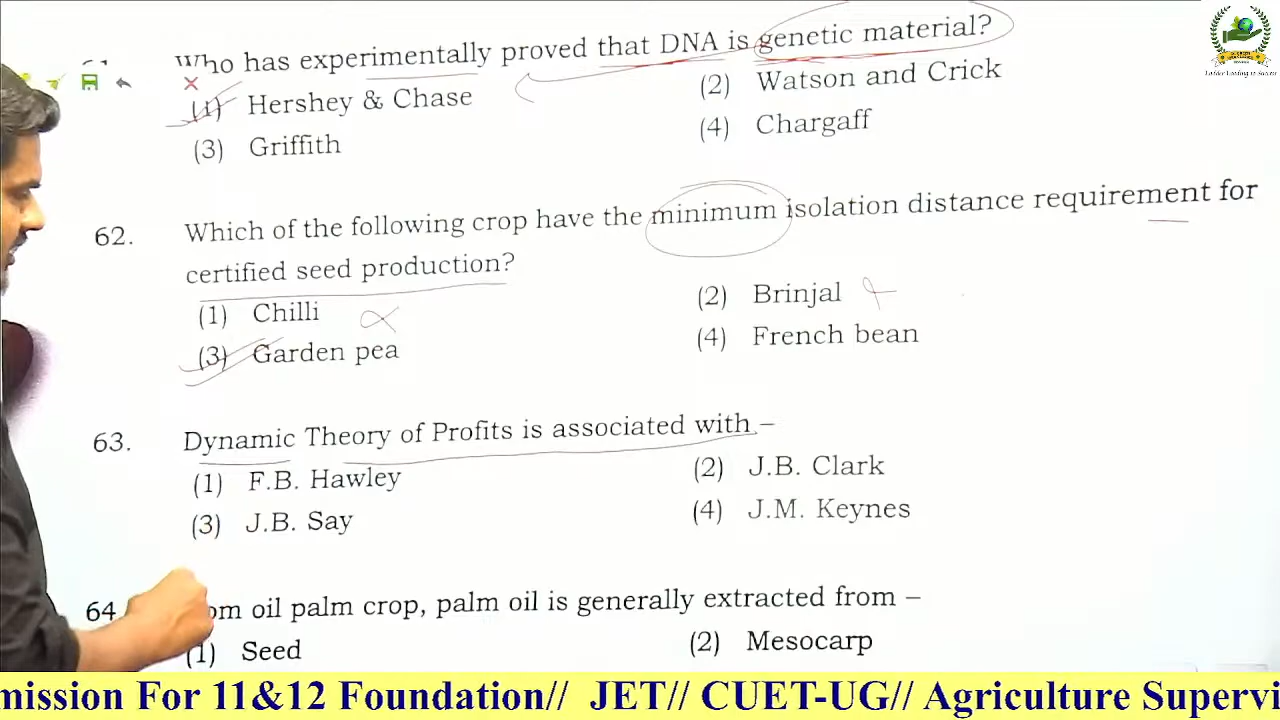 Who has experimentally proved that DNA is genetic material?
(1) Hershey & Chase
(2) Watson and Crick
(3) Griffith
(4) Chargaff
62. Which of the following crop have the minimum isolation distance requirement for
certified seed production?
(1) Chilli
(2) Brinjal
(3) Garden pea
(4) French bean
63. Dynamic Theory of Profits is associated with –
(1) F.B. Hawley
(2) J.B. Clark
(3) J.B. Say
(4) J.M. Keynes
64 om oil palm crop, palm oil is generally extracted from –
(1) Seed
(2) Mesocarp
mission For 11&12 Foundation// JET// CUET-UG// Agriculture Supervi